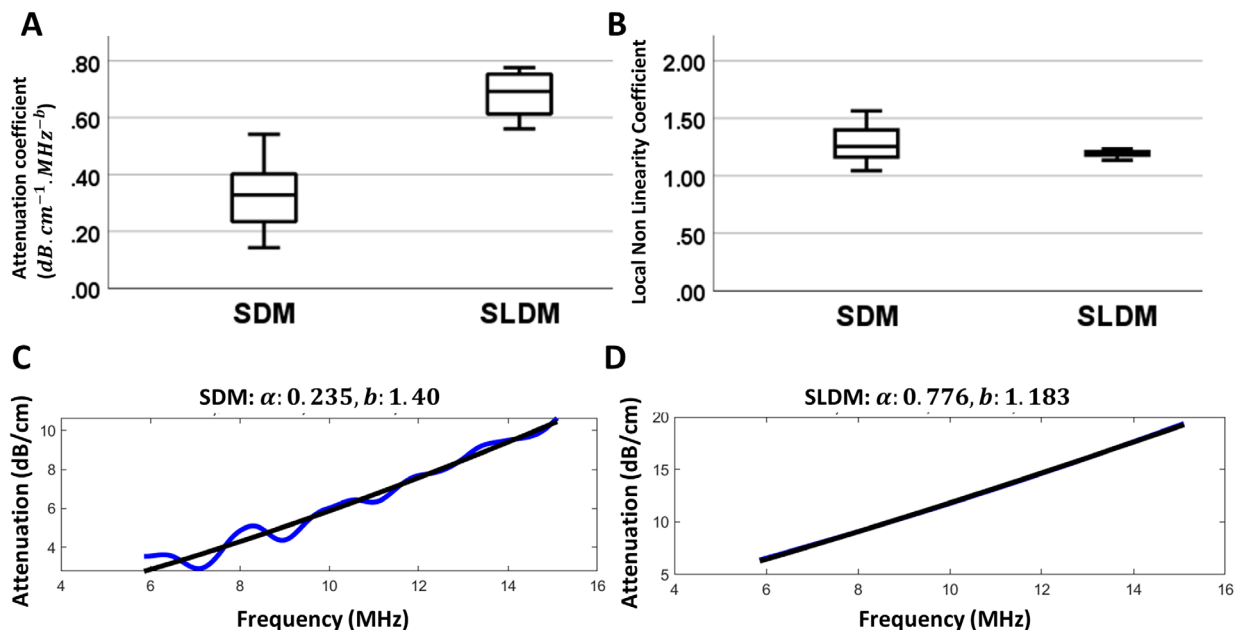 A
Attenuation coefficient
(dB.cm⁻¹.MHz⁻ᵇ)
.80
.60
.40
.20
.00
SDM
SLDM
B
Local Non Linearity Coefficient
2.00
1.50
1.00
.50
.00
SDM
SLDM
C
SDM: α: 0.235, b: 1.40
Attenuation (dB/cm)
10
8
6
4
4
6
8
10
12
14
16
Frequency (MHz)
D
SLDM: α: 0.776, b: 1.183
Attenuation (dB/cm)
20
15
10
5
4
6
8
10
12
14
16
Frequency (MHz)